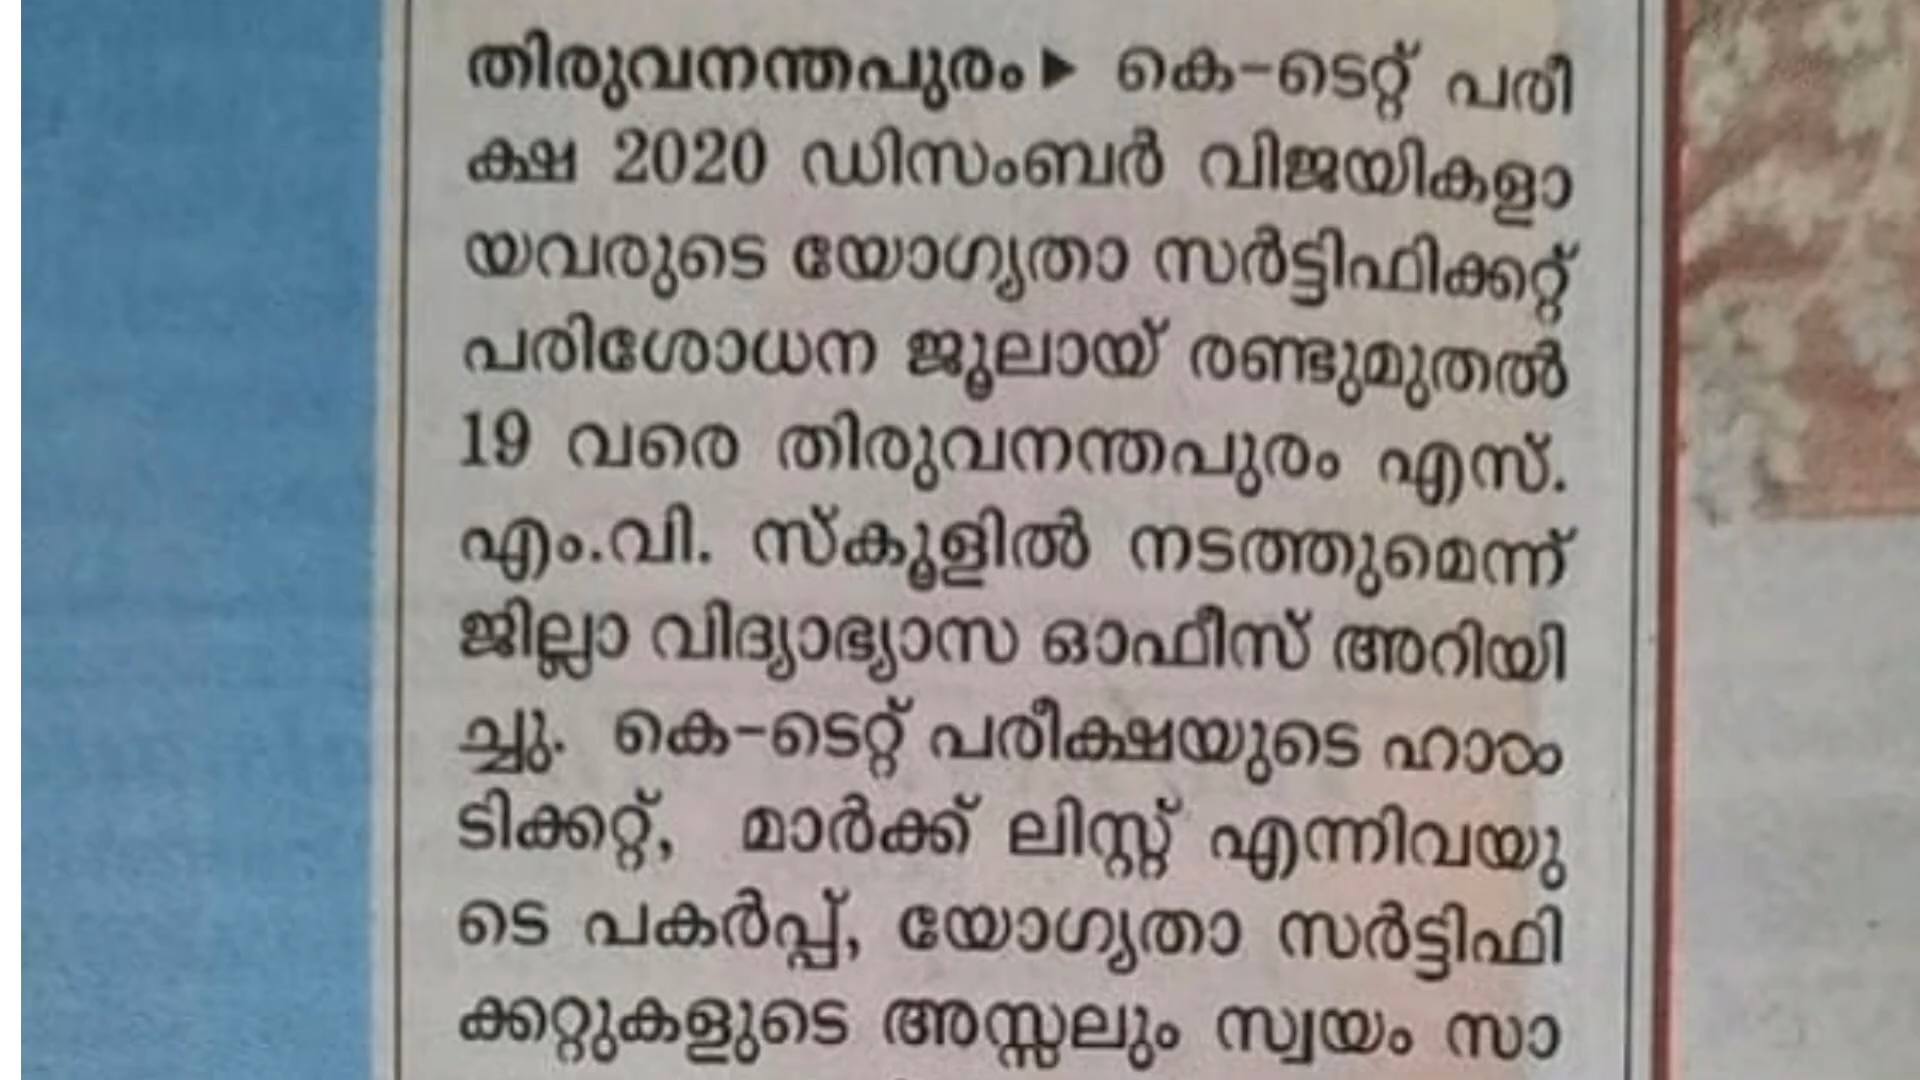 തിരുവനന്തപുരം▶ കെ-ടെറ്റ് പരീ
ക്ഷ 2020 ഡിസംബർ വിജയികളാ
യവരുടെ യോഗ്യതാ സർട്ടിഫിക്കറ്റ്
പരിശോധന ജൂലായ് രണ്ടുമുതൽ
19 വരെ തിരുവനന്തപുരം എസ്.
എം.വി. സ്കൂളിൽ നടത്തുമെന്ന്
ജില്ലാ വിദ്യാഭ്യാസ ഓഫീസ് അറിയി
ച്ചു. കെ-ടെറ്റ് പരീക്ഷയുടെ ഹാൾ
ടിക്കറ്റ്, മാർക്ക് ലിസ്റ്റ് എന്നിവയു
ടെ പകർപ്പ്, യോഗ്യതാ സർട്ടിഫി
ക്കറ്റുകളുടെ അസ്സലും സ്വയം സാ